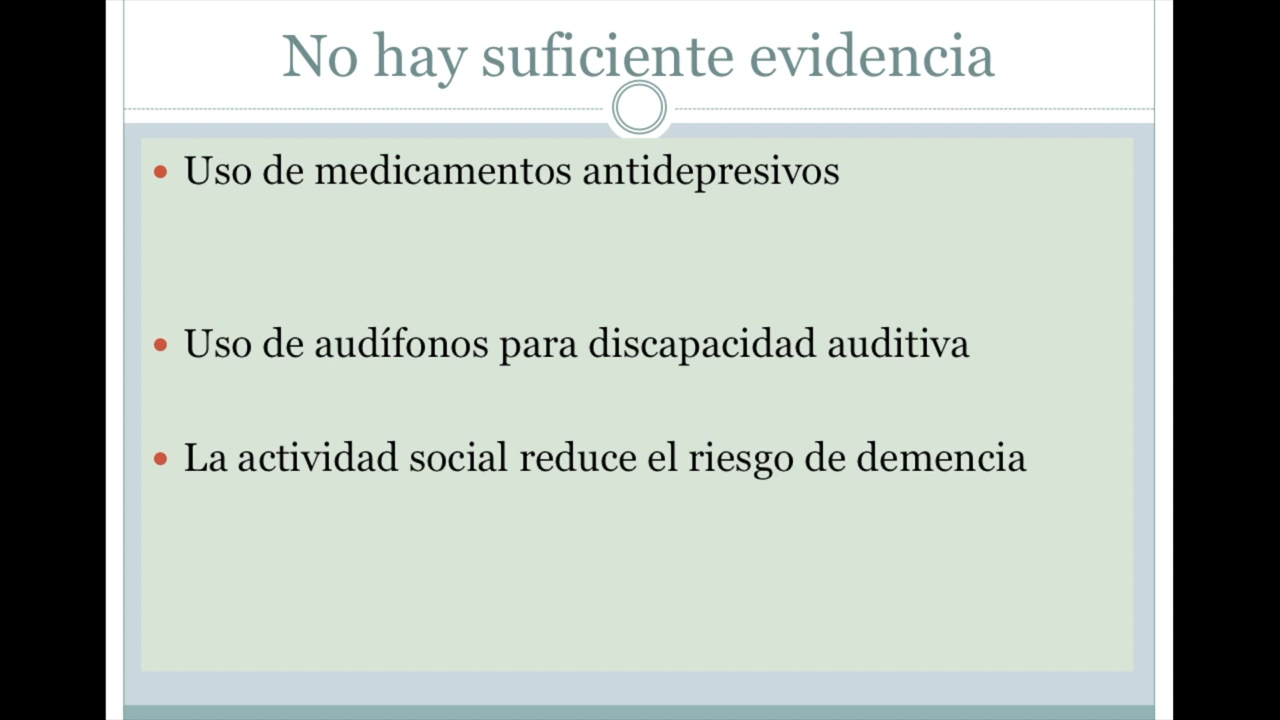 No hay suficiente evidencia
• Uso de medicamentos antidepresivos
• Uso de audífonos para discapacidad auditiva
• La actividad social reduce el riesgo de demencia